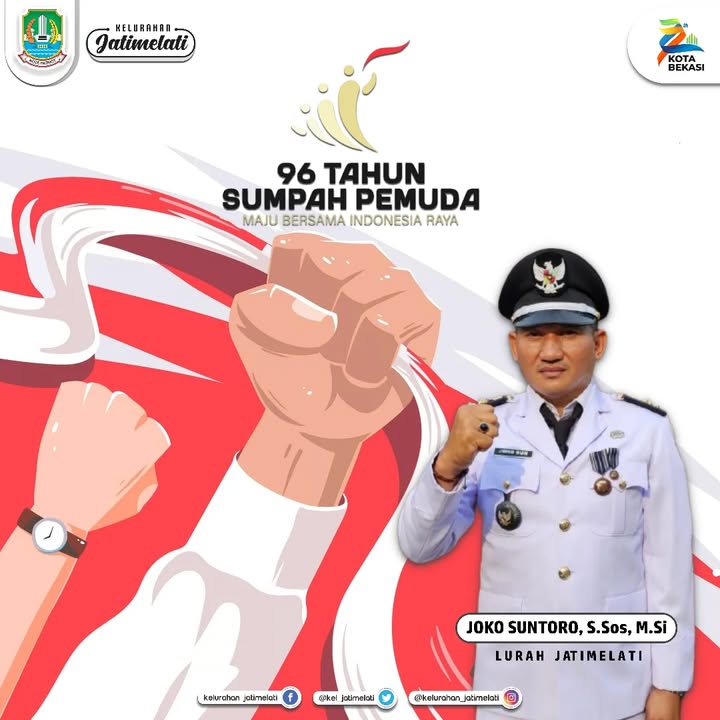 KELURAHAN
Jatimelati
KOTA
BEKASI
96 TAHUN
SUMPAH PEMUDA
MAJU BERSAMA INDONESIA RAYA
JOKO SUNTORO, S.Sos, M.Si
LURAH JATIMELATI
kelurahan_jatimelati
@kel_jatimelati
@kelurahan_jatimelati